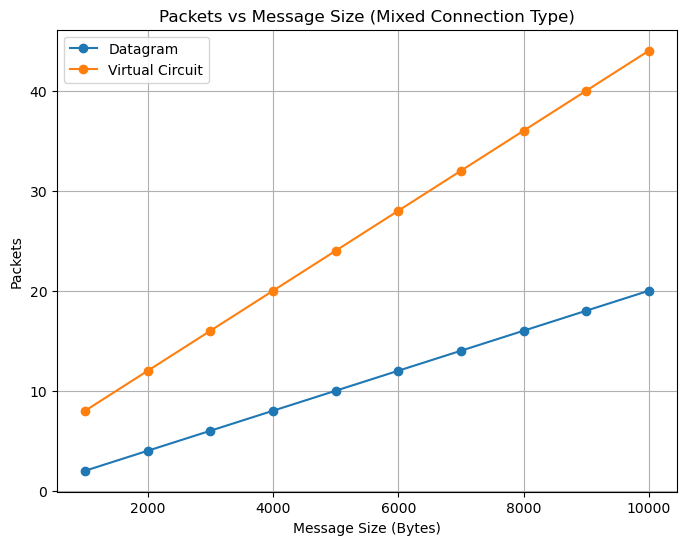 Packets vs Message Size (Mixed Connection Type)
Datagram
Virtual Circuit
40
30
20
10
0
Packets
2000 4000 6000 8000 10000
Message Size (Bytes)